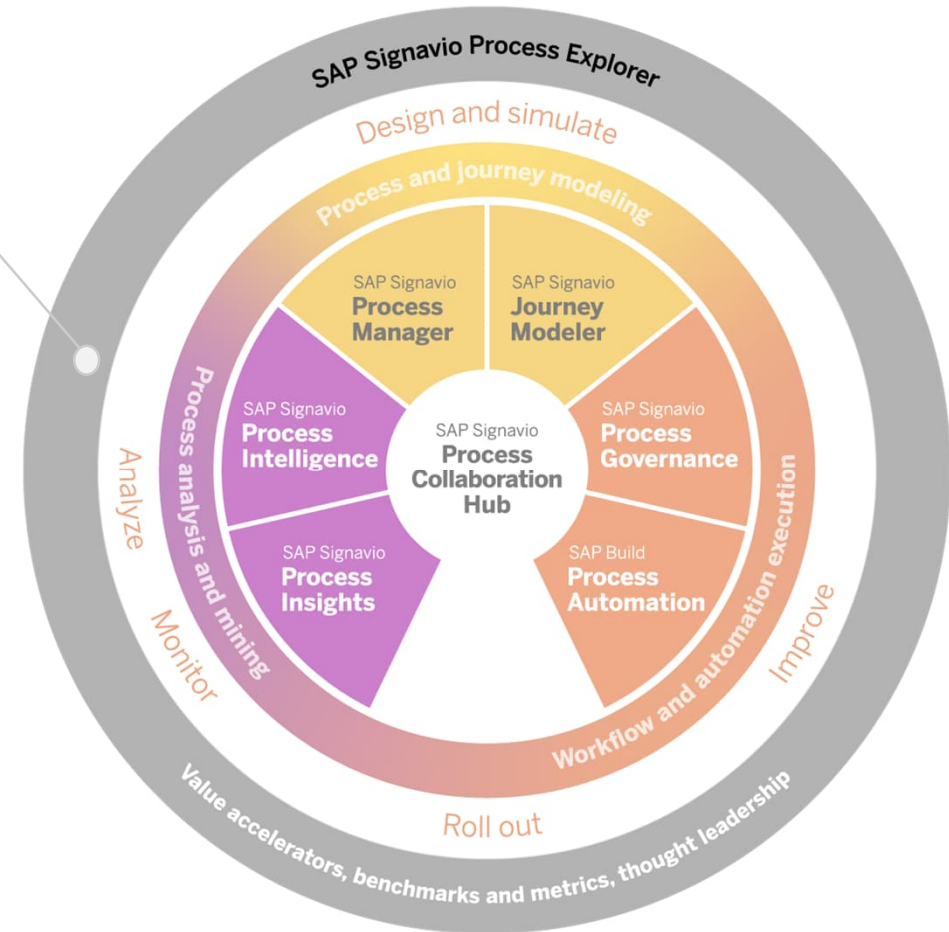 SAP Signavio Process Explorer
Design and simulate
Process and journey modeling
SAP Signavio
Process
Manager
SAP Signavio
Journey
Modeler
SAP Signavio
Process
Intelligence
SAP Signavio
Process
Collaboration
Hub
SAP Signavio
Process
Governance
SAP Signavio
Process
Insights
SAP Build
Process
Automation
Process analysis and mining
Workflow and automation execution
Analyze
Monitor
Improve
Roll out
Value accelerators, benchmarks and metrics, thought leadership